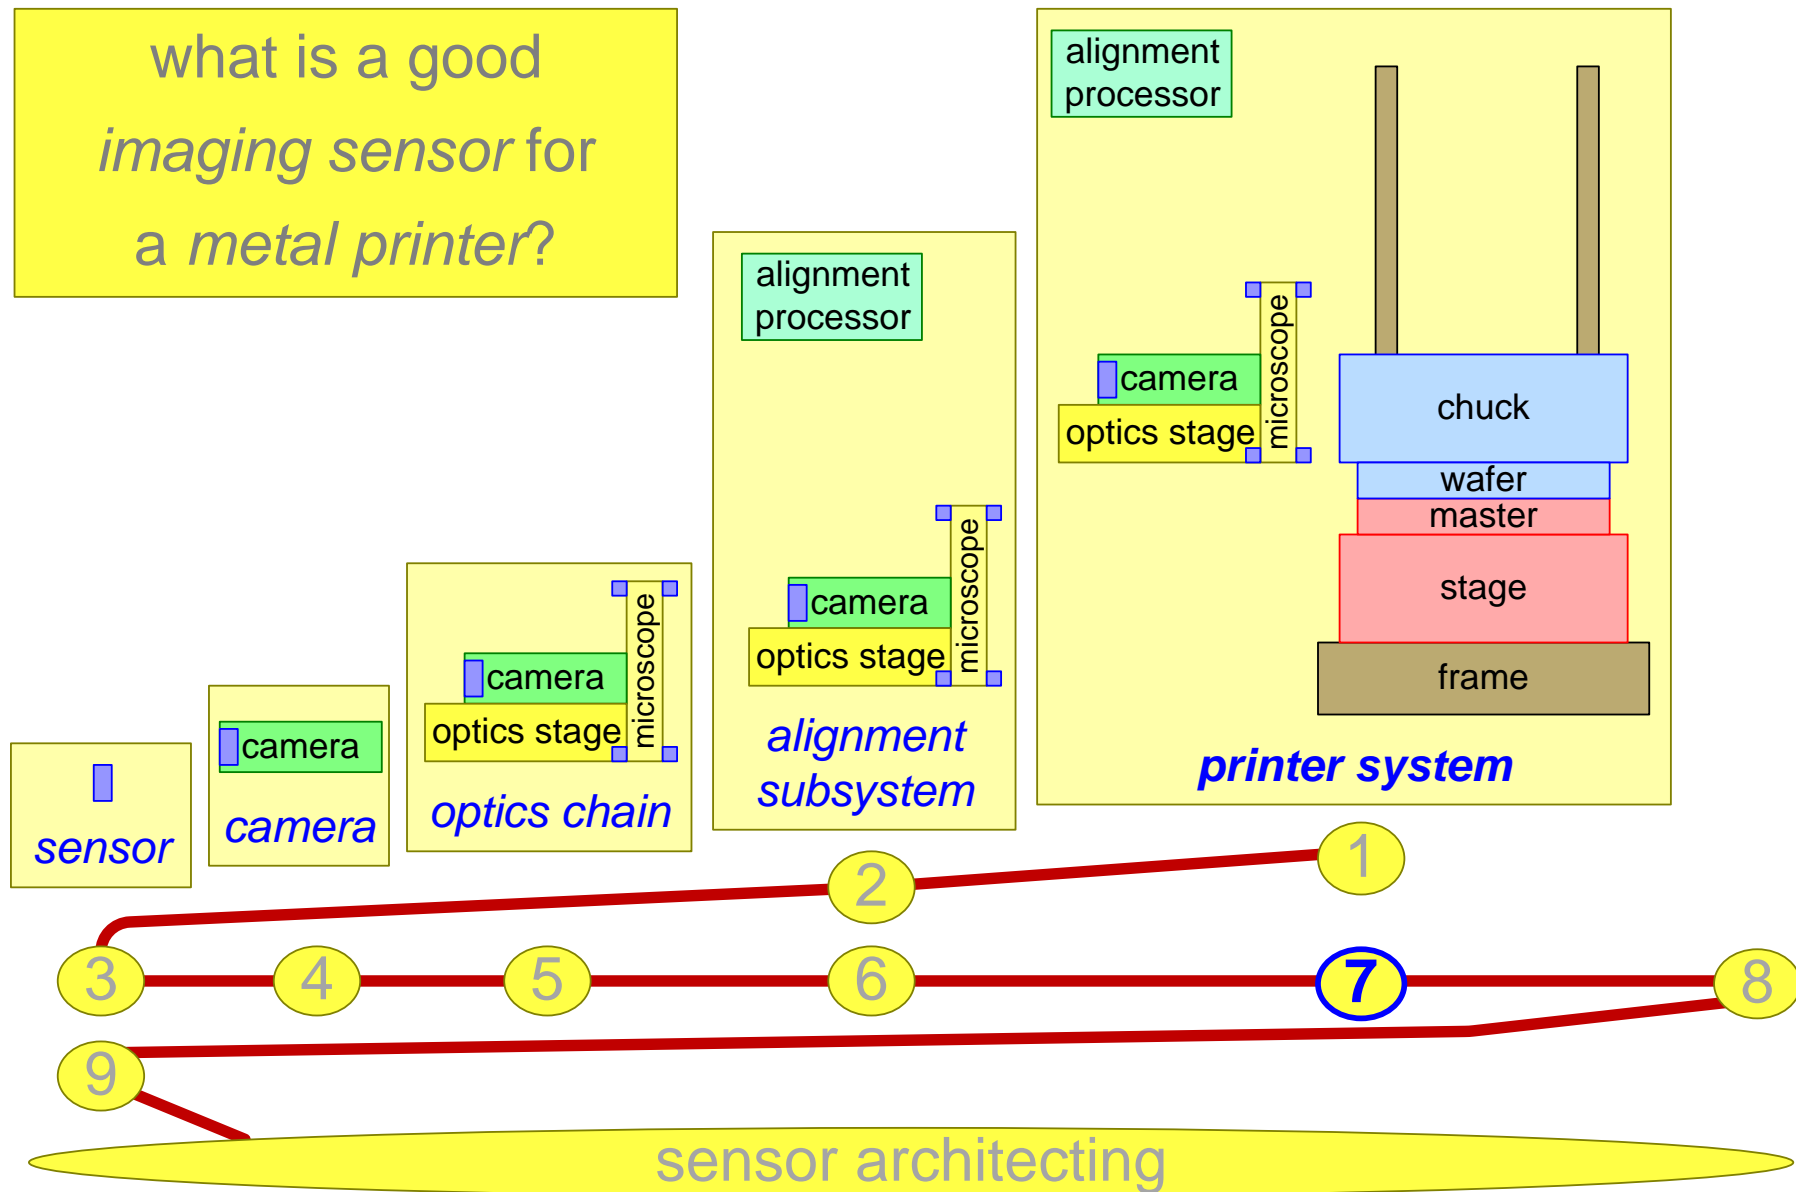 what is a good
imaging sensor for
a metal printer?
sensor
camera
camera
camera
optics stage
microscope
optics chain
alignment
processor
camera
optics stage
microscope
alignment
subsystem
alignment
processor
camera
optics stage
microscope
chuck
wafer
master
stage
frame
printer system
1
2
3
4
5
6
7
8
9
sensor architecting